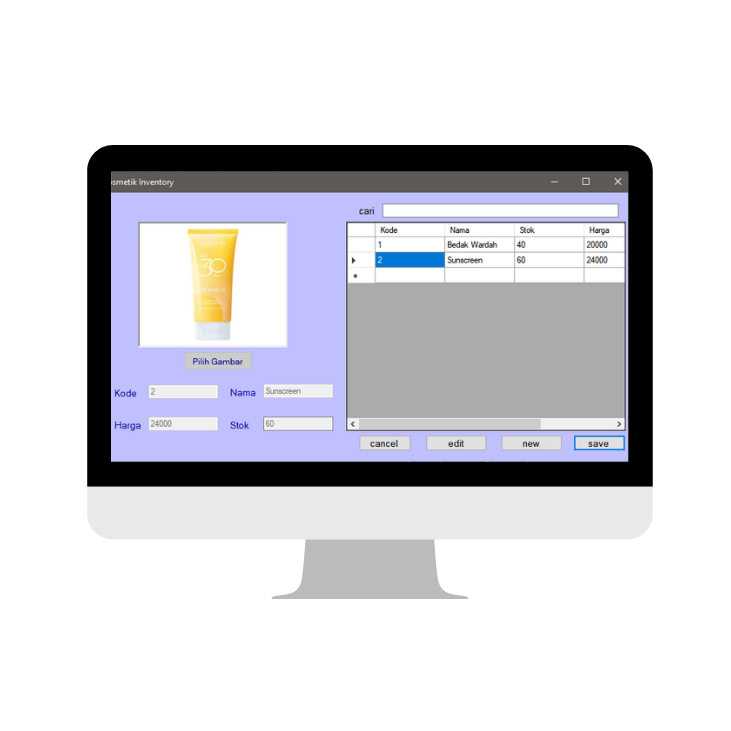 osmetik Inventory
cari
Kode Nama Stok Harga
1 Bedak Wardah 40 20000
2 Sunscreen 60 24000
30
Pilih Gambar
Kode 2 Nama Sunscreen
Harga 24000 Stok 60
cancel edit new save